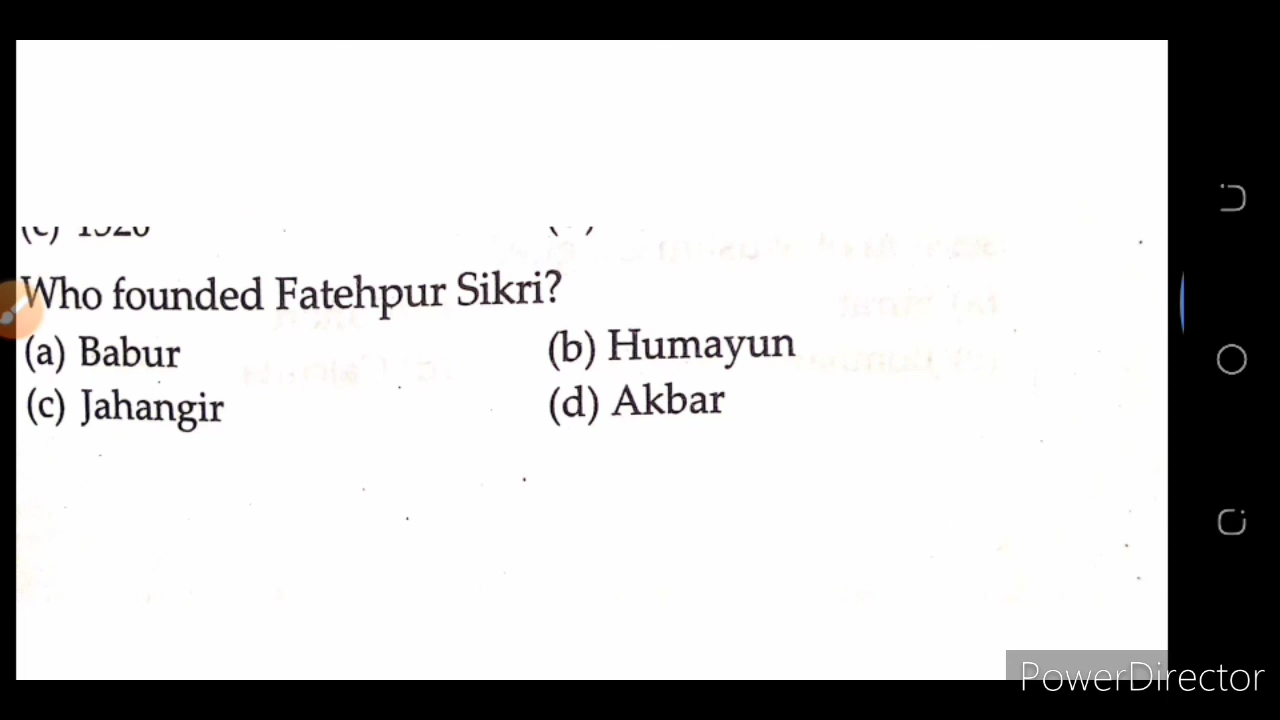 Who founded Fatehpur Sikri?
(a) Babur (b) Humayun
(c) Jahangir (d) Akbar
PowerDirector